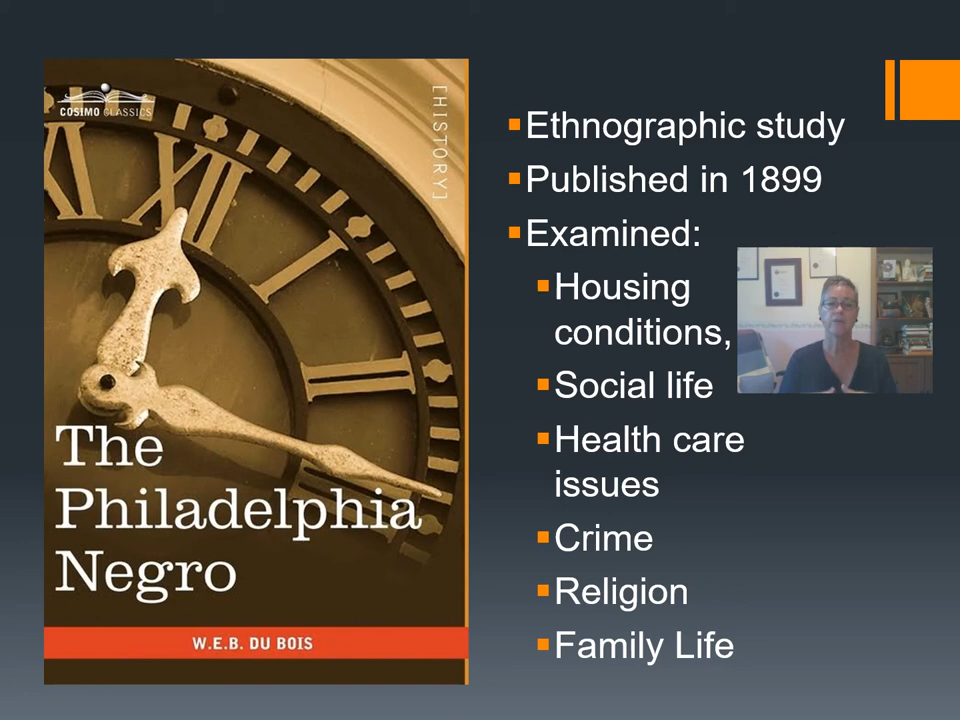 COSIMO CLASSICS
[HISTORY]
The
Philadelphia
Negro
W.E.B. DU BOIS
Ethnographic study
Published in 1899
Examined:
Housing
conditions,
Social life
Health care
issues
Crime
Religion
Family Life